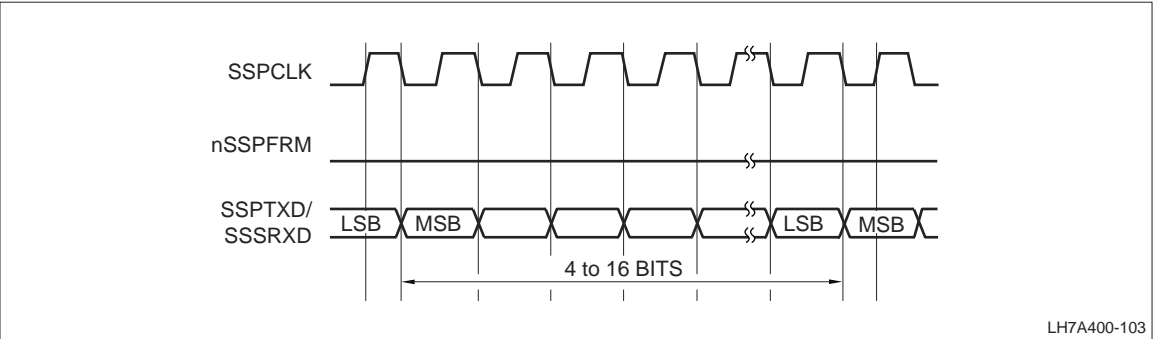 SSPCLK
nSSPFRM
SSPTXD/
SSSRXD
LSB MSB LSB MSB
4 to 16 BITS
LH7A400-103